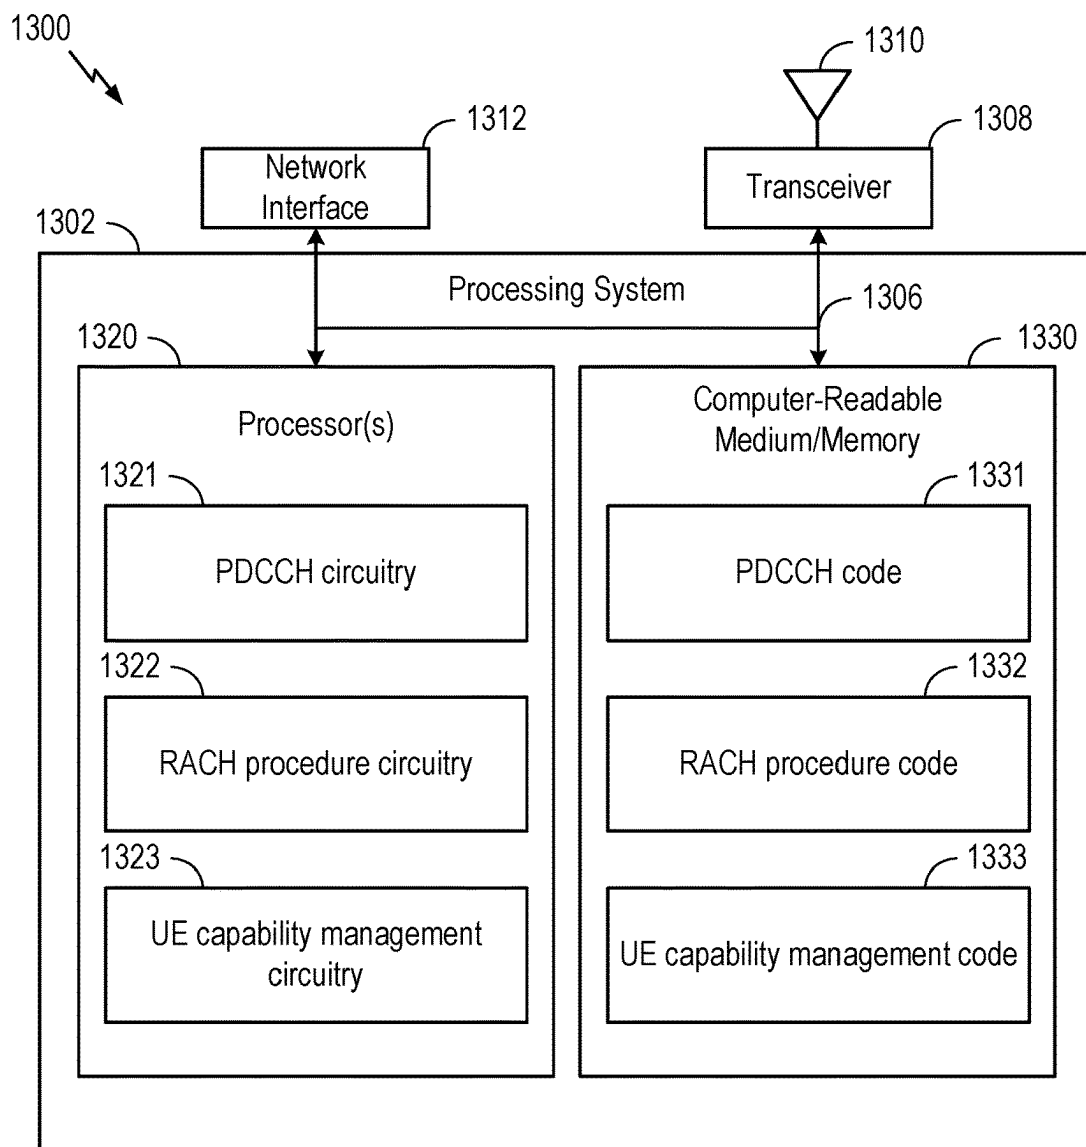 1300
1310
1312
1308
Network
Interface
Transceiver
1302
Processing System
1306
1320
1330
Processor(s)
Computer-Readable
Medium/Memory
1321
1331
PDCCH circuitry
PDCCH code
1322
1332
RACH procedure circuitry
RACH procedure code
1323
1333
UE capability management
circuitry
UE capability management code